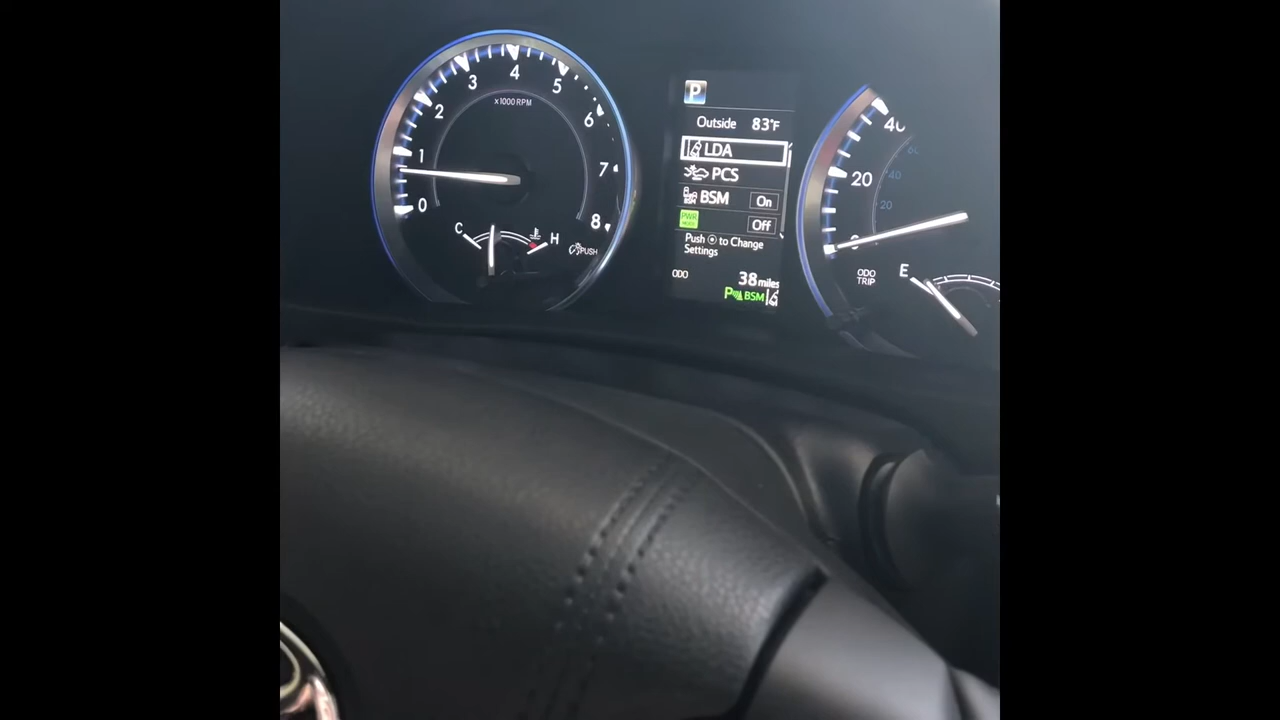 0
1
2
3
4
5
6
7
8
x1000 RPM
C
H
PUSH
P
Outside 83°F
LDA
PCS
BSM On
PWR
MODE Off
Push to Change
Settings
ODO 38 miles
P BSM
20
40
20
40
60
ODO
TRIP
E